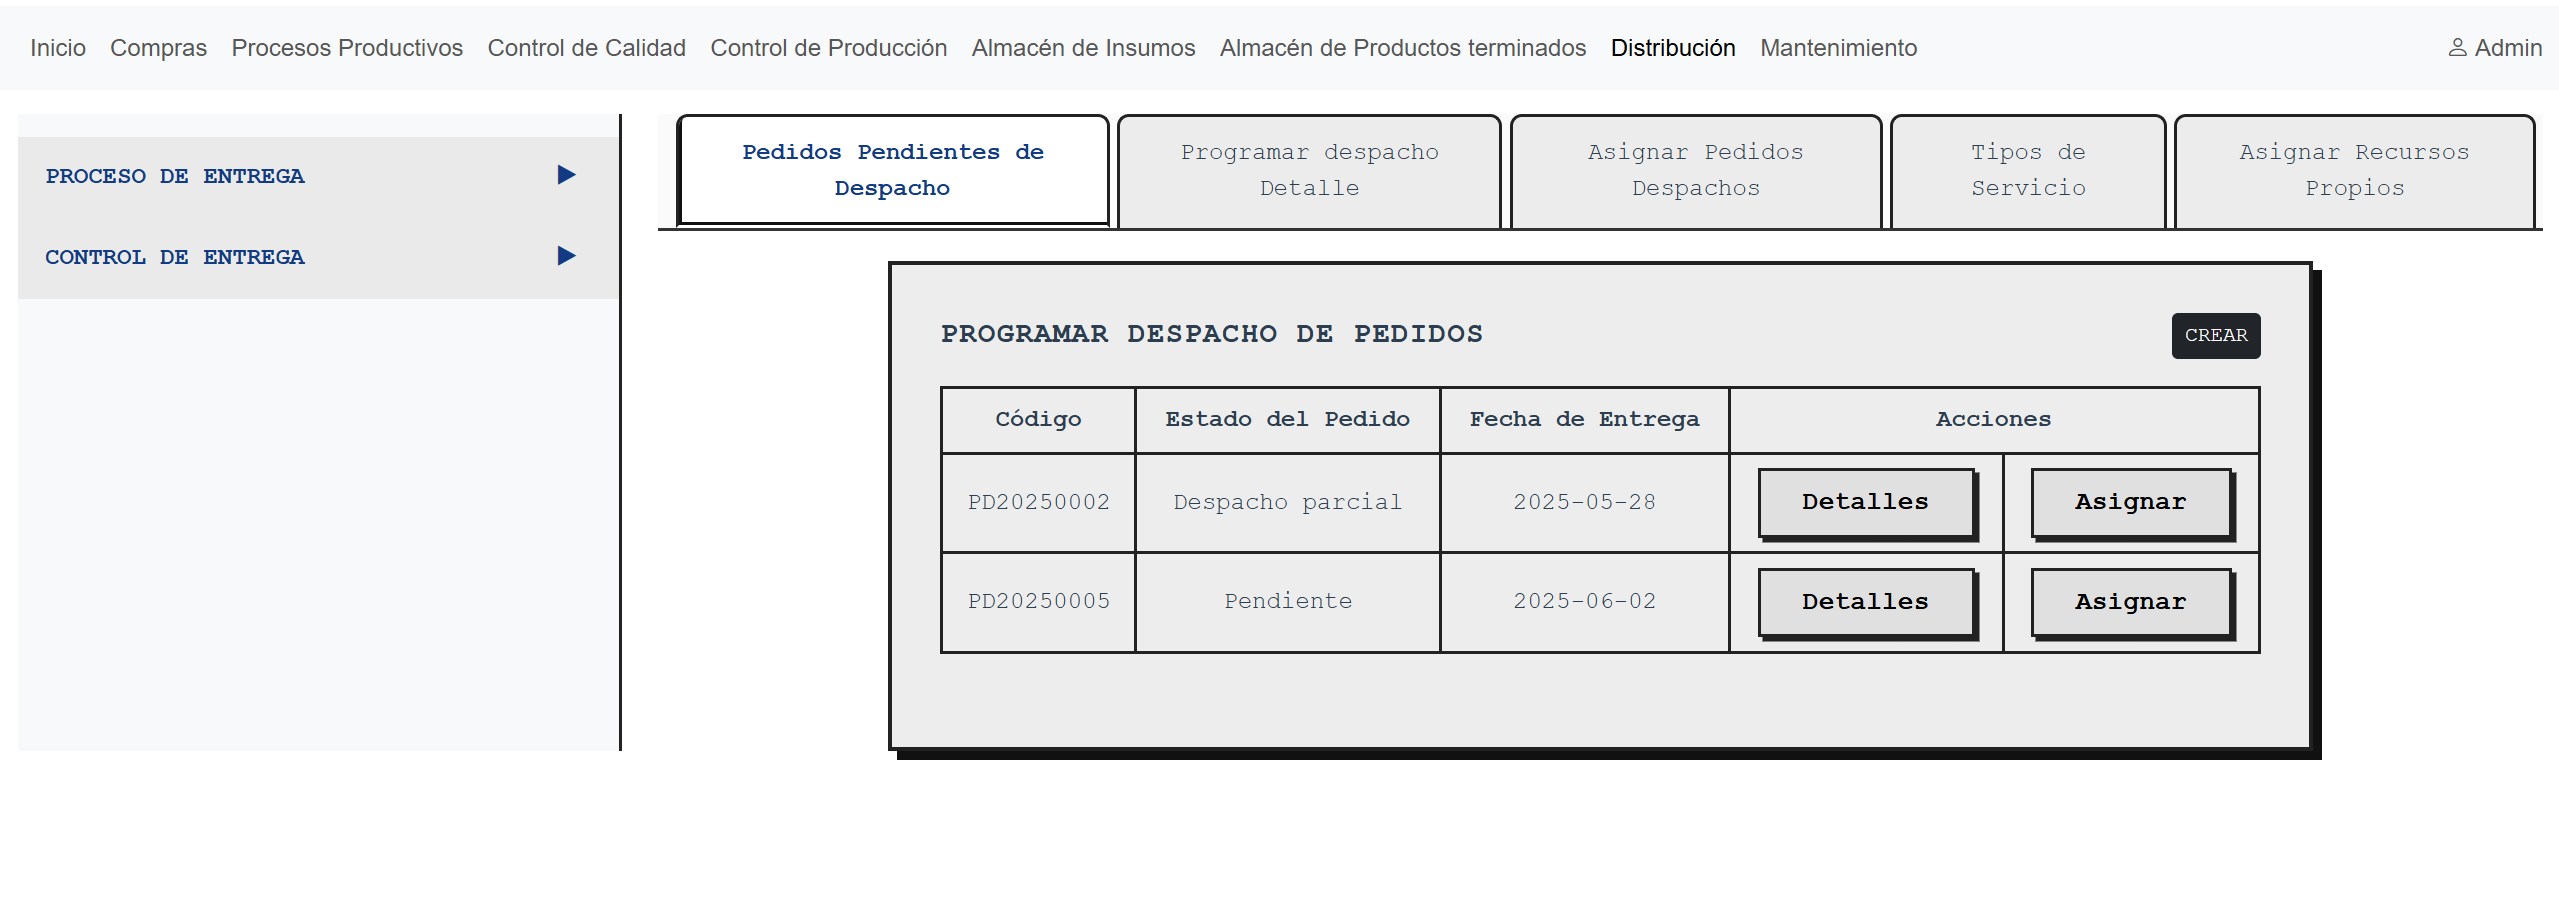 Inicio Compras Procesos Productivos Control de Calidad Control de Producción Almacén de Insumos Almacén de Productos terminados Distribución Mantenimiento Admin
PROCESO DE ENTREGA
CONTROL DE ENTREGA
Pedidos Pendientes de
Despacho
Programar despacho
Detalle
Asignar Pedidos
Despachos
Tipos de
Servicio
Asignar Recursos
Propios
PROGRAMAR DESPACHO DE PEDIDOS
CREAR
Código Estado del Pedido Fecha de Entrega Acciones
PD20250002 Despacho parcial 2025-05-28 Detalles Asignar
PD20250005 Pendiente 2025-06-02 Detalles Asignar